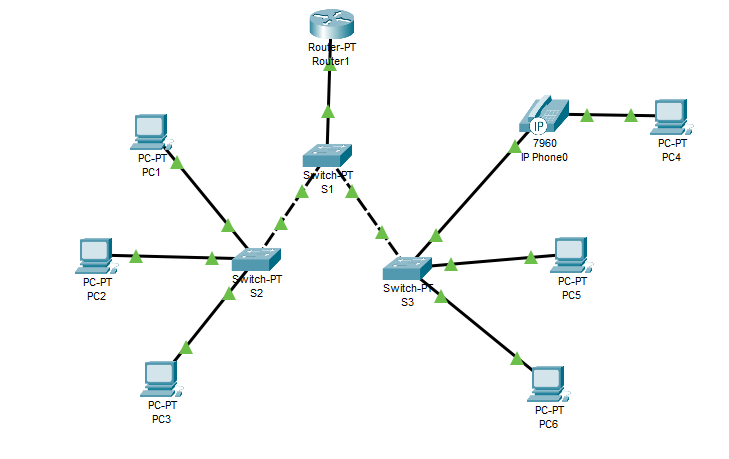 Router-PT
Router1
PC-PT
PC1
Switch-PT
S1
IP
7960
IP Phone0
PC-PT
PC4
PC-PT
PC2
Switch-PT
S2
Switch-PT
S3
PC-PT
PC5
PC-PT
PC3
PC-PT
PC6